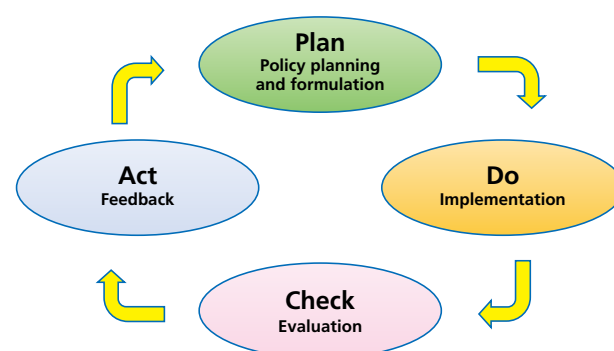 Plan
Policy planning
and formulation
Do
Implementation
Check
Evaluation
Act
Feedback